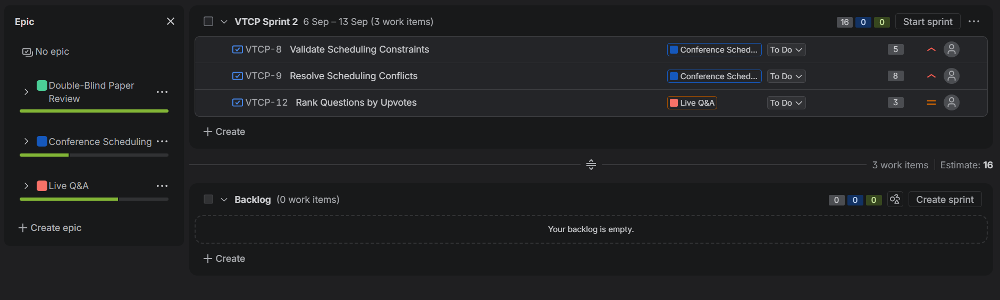 Epic
No epic
Double-Blind Paper
Review
Conference Scheduling
Live Q&A
Create epic
VTCP Sprint 2 6 Sep – 13 Sep (3 work items)
16 0 0 Start sprint
VTCP-8 Validate Scheduling Constraints Conference Sched... To Do 5
VTCP-9 Resolve Scheduling Conflicts Conference Sched... To Do 8
VTCP-12 Rank Questions by Upvotes Live Q&A To Do 3
Create
3 work items Estimate: 16
Backlog (0 work items) 0 0 0 Create sprint
Your backlog is empty.
Create